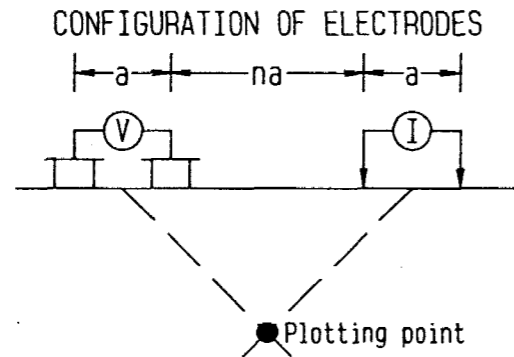 CONFIGURATION OF ELECTRODES
a na a
V I
Plotting point